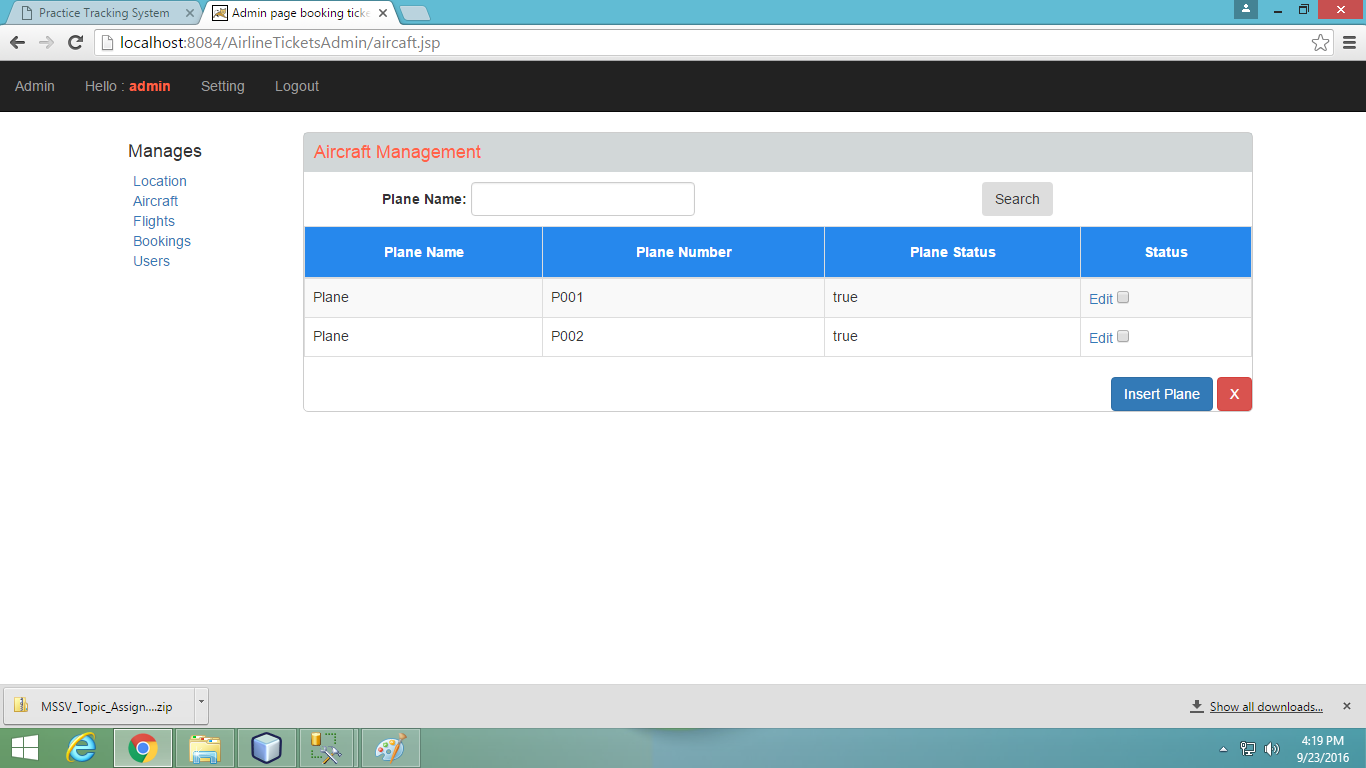 Practice Tracking System
Admin page booking ticke
localhost:8084/AirlineTicketsAdmin/aircaft.jsp
Admin Hello : admin Setting Logout
Manages
Location
Aircraft
Flights
Bookings
Users
Aircraft Management
Plane Name: Search
Plane Name Plane Number Plane Status Status
Plane P001 true Edit
Plane P002 true Edit
Insert Plane X
MSSV_Topic_Assign....zip
Show all downloads...
4:19 PM
9/23/2016